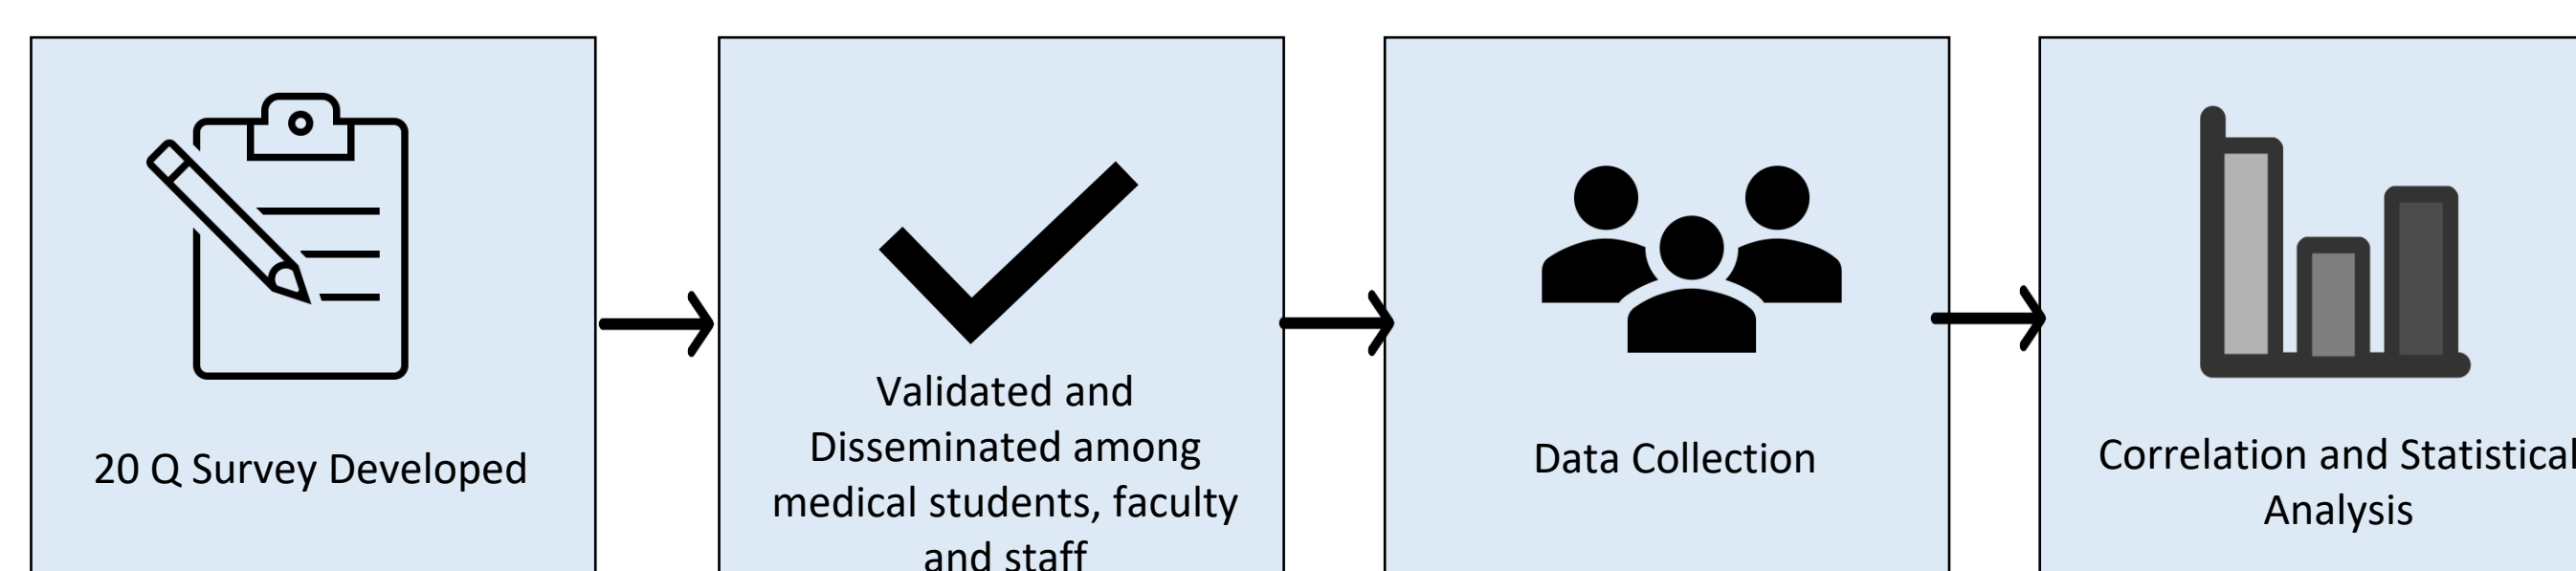 20 Q Survey Developed
Validated and
Disseminated among
medical students, faculty
and staff
Data Collection
Correlation and Statistical
Analysis